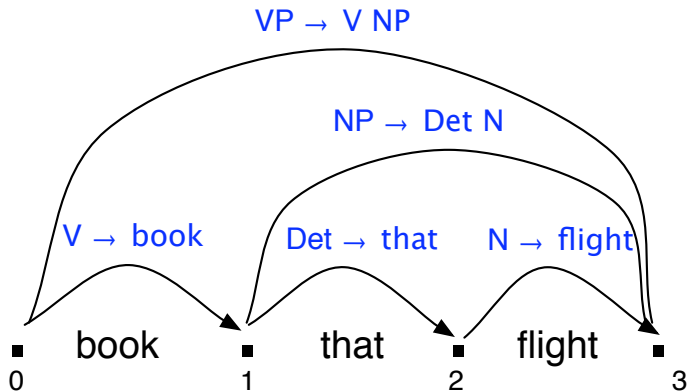 VP → V NP
NP → Det N
V → book Det → that N → flight
book that flight
0 1 2 3